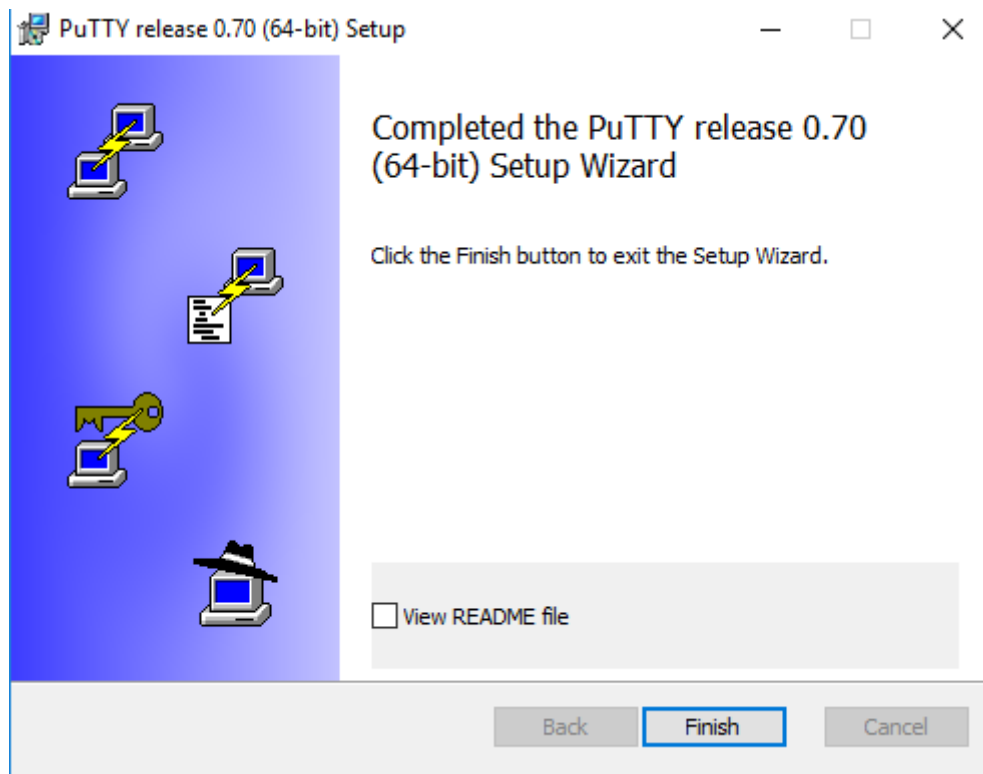 PuTTY release 0.70 (64-bit) Setup
Completed the PuTTY release 0.70
(64-bit) Setup Wizard
Click the Finish button to exit the Setup Wizard.
View README file
Back
Finish
Cancel